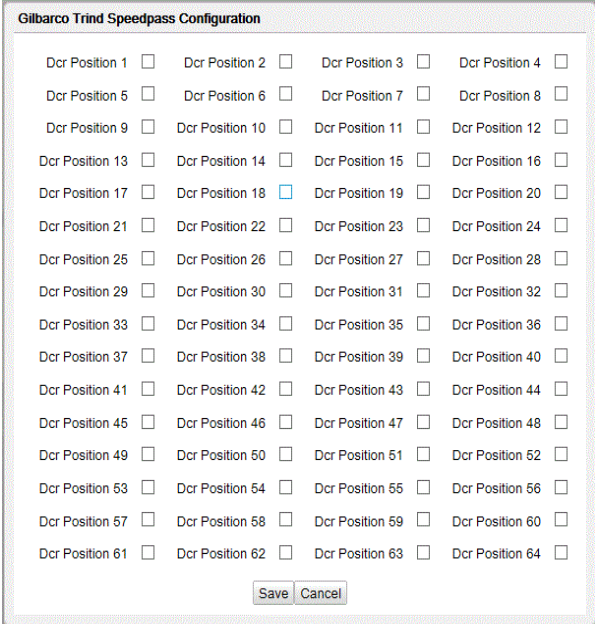 Gilbarco Trind Speedpass Configuration
Dcr Position 1 Dcr Position 2 Dcr Position 3 Dcr Position 4
Dcr Position 5 Dcr Position 6 Dcr Position 7 Dcr Position 8
Dcr Position 9 Dcr Position 10 Dcr Position 11 Dcr Position 12
Dcr Position 13 Dcr Position 14 Dcr Position 15 Dcr Position 16
Dcr Position 17 Dcr Position 18 Dcr Position 19 Dcr Position 20
Dcr Position 21 Dcr Position 22 Dcr Position 23 Dcr Position 24
Dcr Position 25 Dcr Position 26 Dcr Position 27 Dcr Position 28
Dcr Position 29 Dcr Position 30 Dcr Position 31 Dcr Position 32
Dcr Position 33 Dcr Position 34 Dcr Position 35 Dcr Position 36
Dcr Position 37 Dcr Position 38 Dcr Position 39 Dcr Position 40
Dcr Position 41 Dcr Position 42 Dcr Position 43 Dcr Position 44
Dcr Position 45 Dcr Position 46 Dcr Position 47 Dcr Position 48
Dcr Position 49 Dcr Position 50 Dcr Position 51 Dcr Position 52
Dcr Position 53 Dcr Position 54 Dcr Position 55 Dcr Position 56
Dcr Position 57 Dcr Position 58 Dcr Position 59 Dcr Position 60
Dcr Position 61 Dcr Position 62 Dcr Position 63 Dcr Position 64
Save Cancel